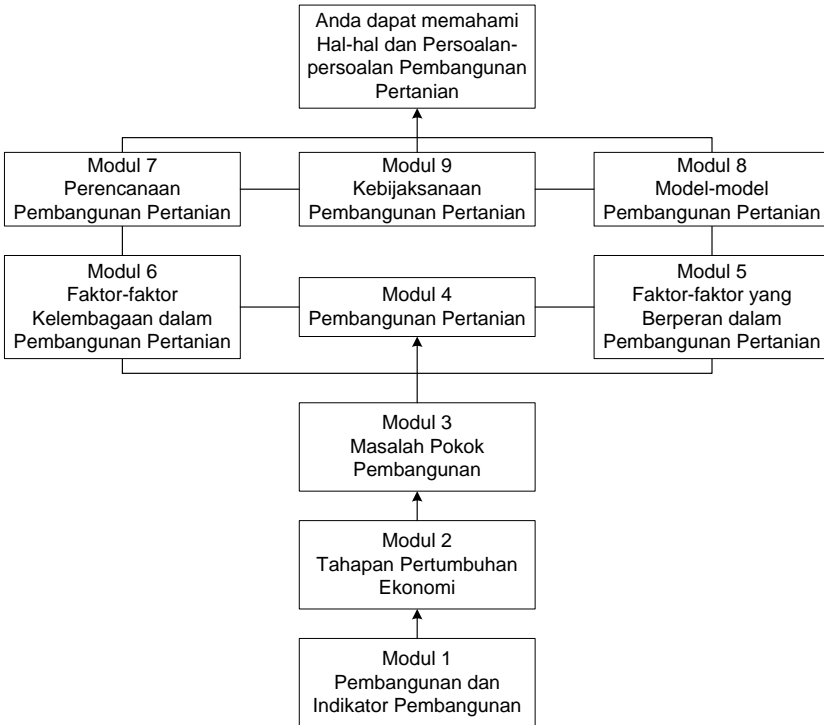 Anda dapat memahami
Hal-hal dan Persoalan-
persoalan Pembangunan
Pertanian
Modul 7
Perencanaan
Pembangunan Pertanian
Modul 9
Kebijaksanaan
Pembangunan Pertanian
Modul 8
Model-model
Pembangunan Pertanian
Modul 6
Faktor-faktor
Kelembagaan dalam
Pembangunan Pertanian
Modul 4
Pembangunan Pertanian
Modul 5
Faktor-faktor yang
Berperan dalam
Pembangunan Pertanian
Modul 3
Masalah Pokok
Pembangunan
Modul 2
Tahapan Pertumbuhan
Ekonomi
Modul 1
Pembangunan dan
Indikator Pembangunan